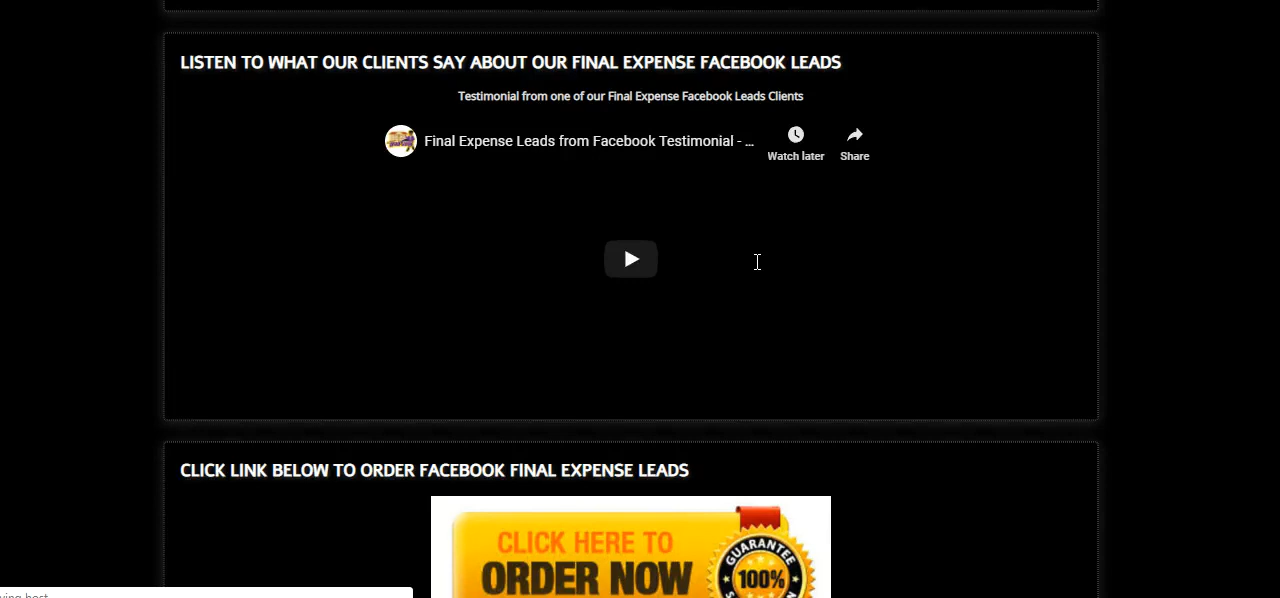 LISTEN TO WHAT OUR CLIENTS SAY ABOUT OUR FINAL EXPENSE FACEBOOK LEADS
Testimonial from one of our Final Expense Facebook Leads Clients
Final Expense Leads from Facebook Testimonial - ...
Watch later
Share
CLICK LINK BELOW TO ORDER FACEBOOK FINAL EXPENSE LEADS
CLICK HERE TO
ORDER NOW
GUARANTEE
100%